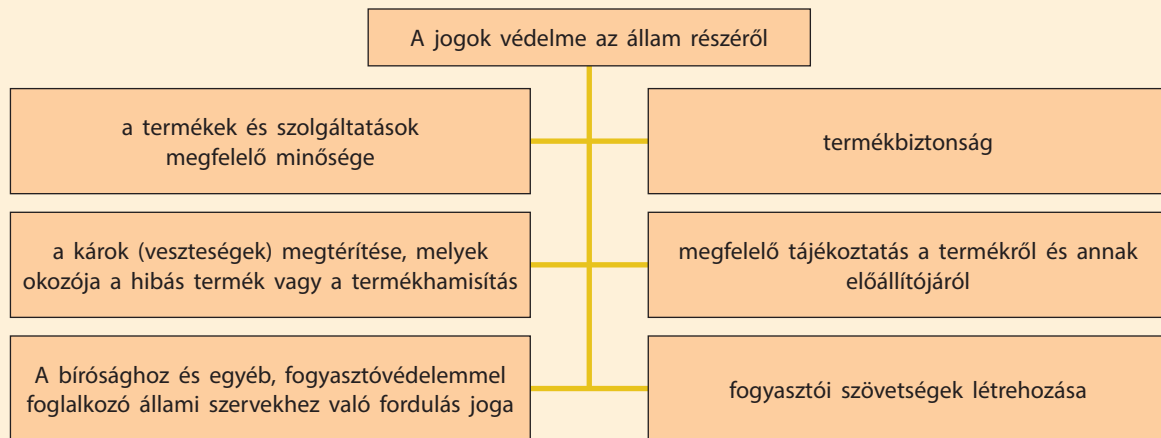 A jogok védelme az állam részéről
a termékek és szolgáltatások
megfelelő minősége
termékbiztonság
a károk (veszteségek) megtérítése, melyek
okozója a hibás termék vagy a termékhamisítás
megfelelő tájékoztatás a termékről és annak
előállítójáról
A bírósághoz és egyéb, fogyasztóvédelemmel
foglalkozó állami szervekhez való fordulás joga
fogyasztói szövetségek létrehozása